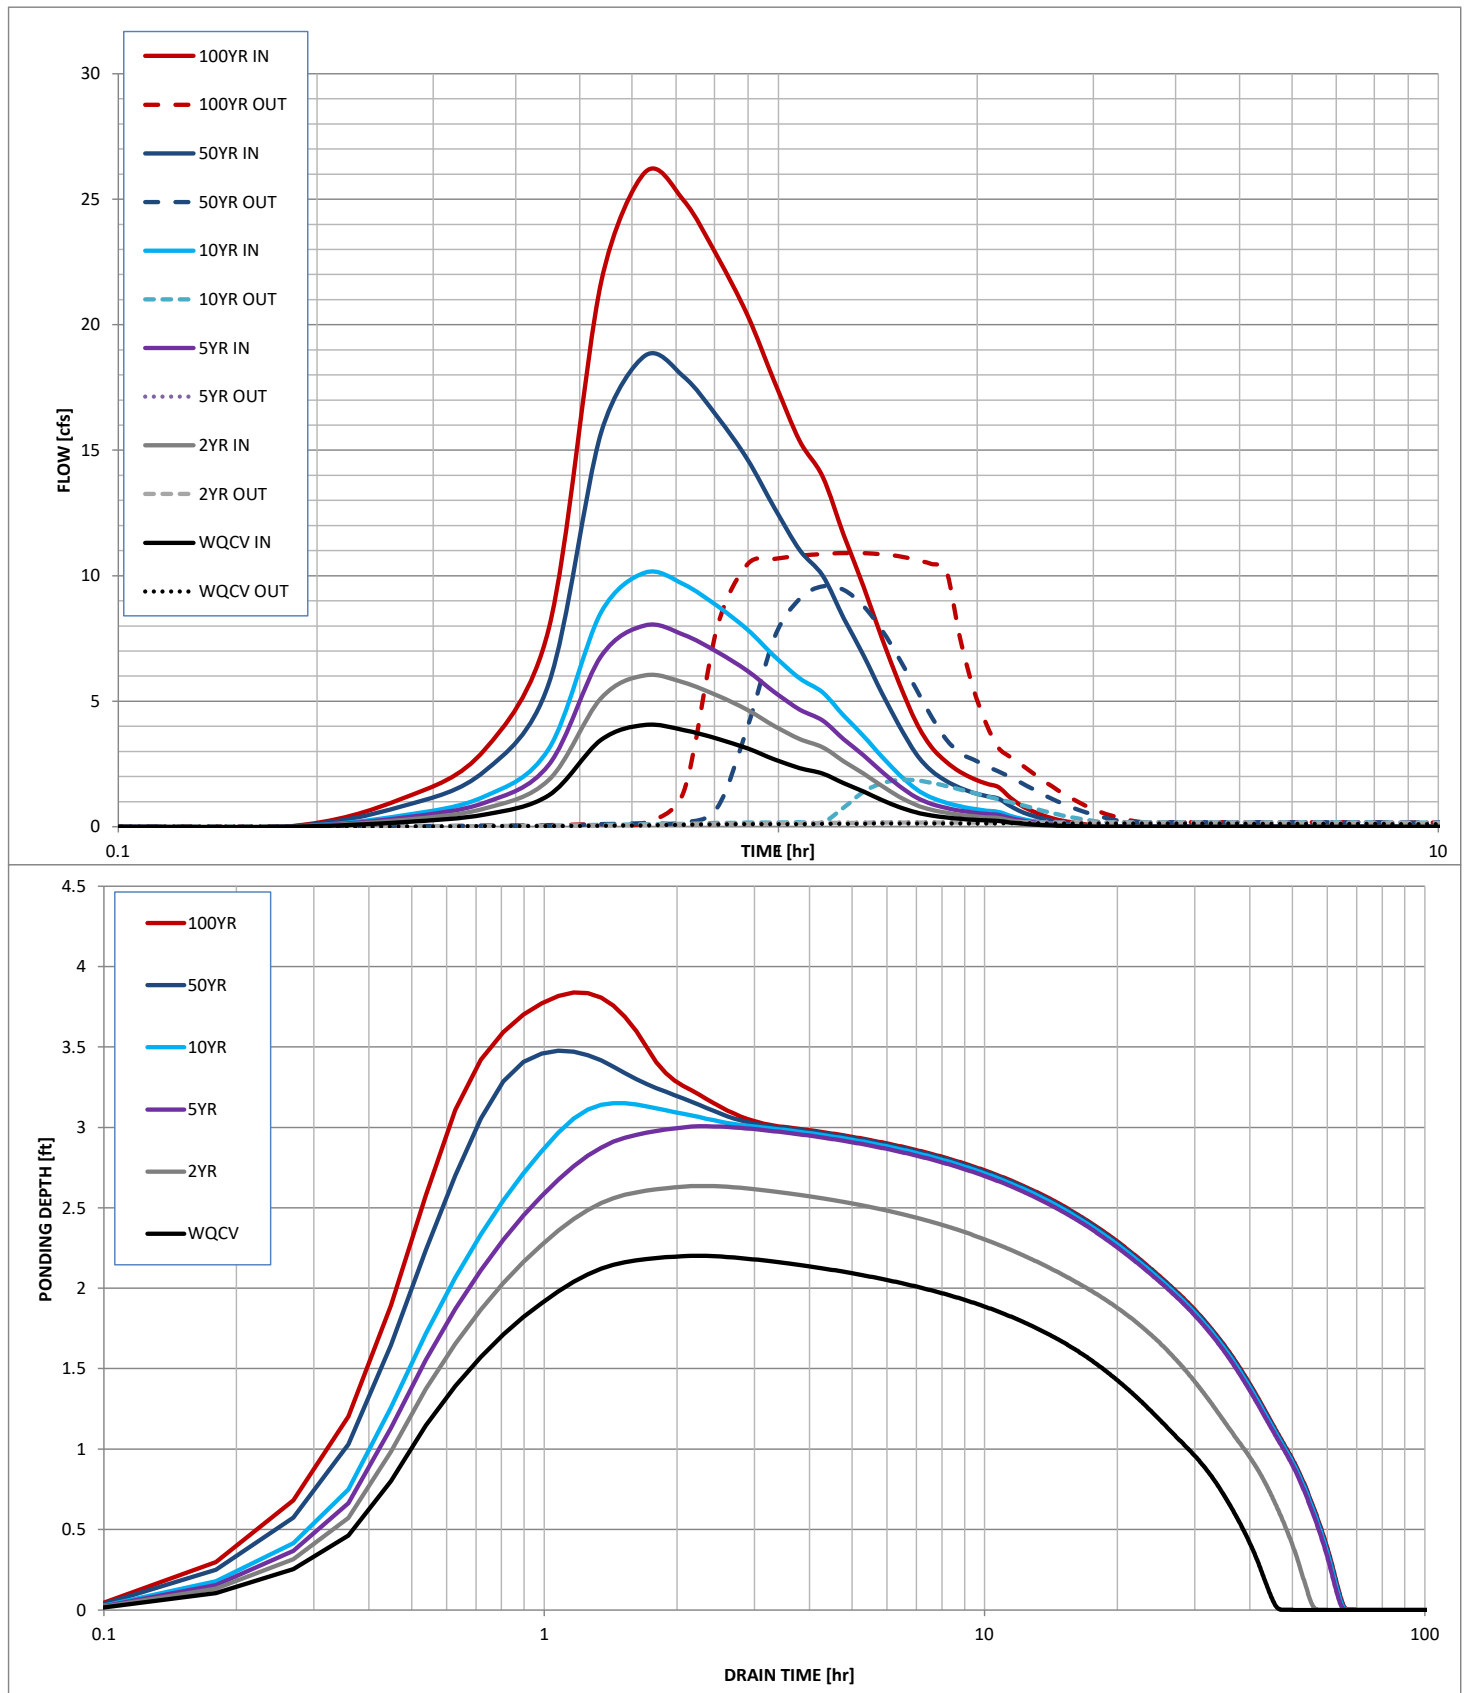 100YR IN
100YR OUT
50YR IN
50YR OUT
10YR IN
10YR OUT
5YR IN
5YR OUT
2YR IN
2YR OUT
WQCV IN
WQCV OUT
30
25
20
15
10
5
0
FLOW [cfs]
0.1
1
10
TIME [hr]
100YR
50YR
10YR
5YR
2YR
WQCV
4.5
4
3.5
3
2.5
2
1.5
1
0.5
0
PONDING DEPTH [ft]
0.1
1
10
100
DRAIN TIME [hr]